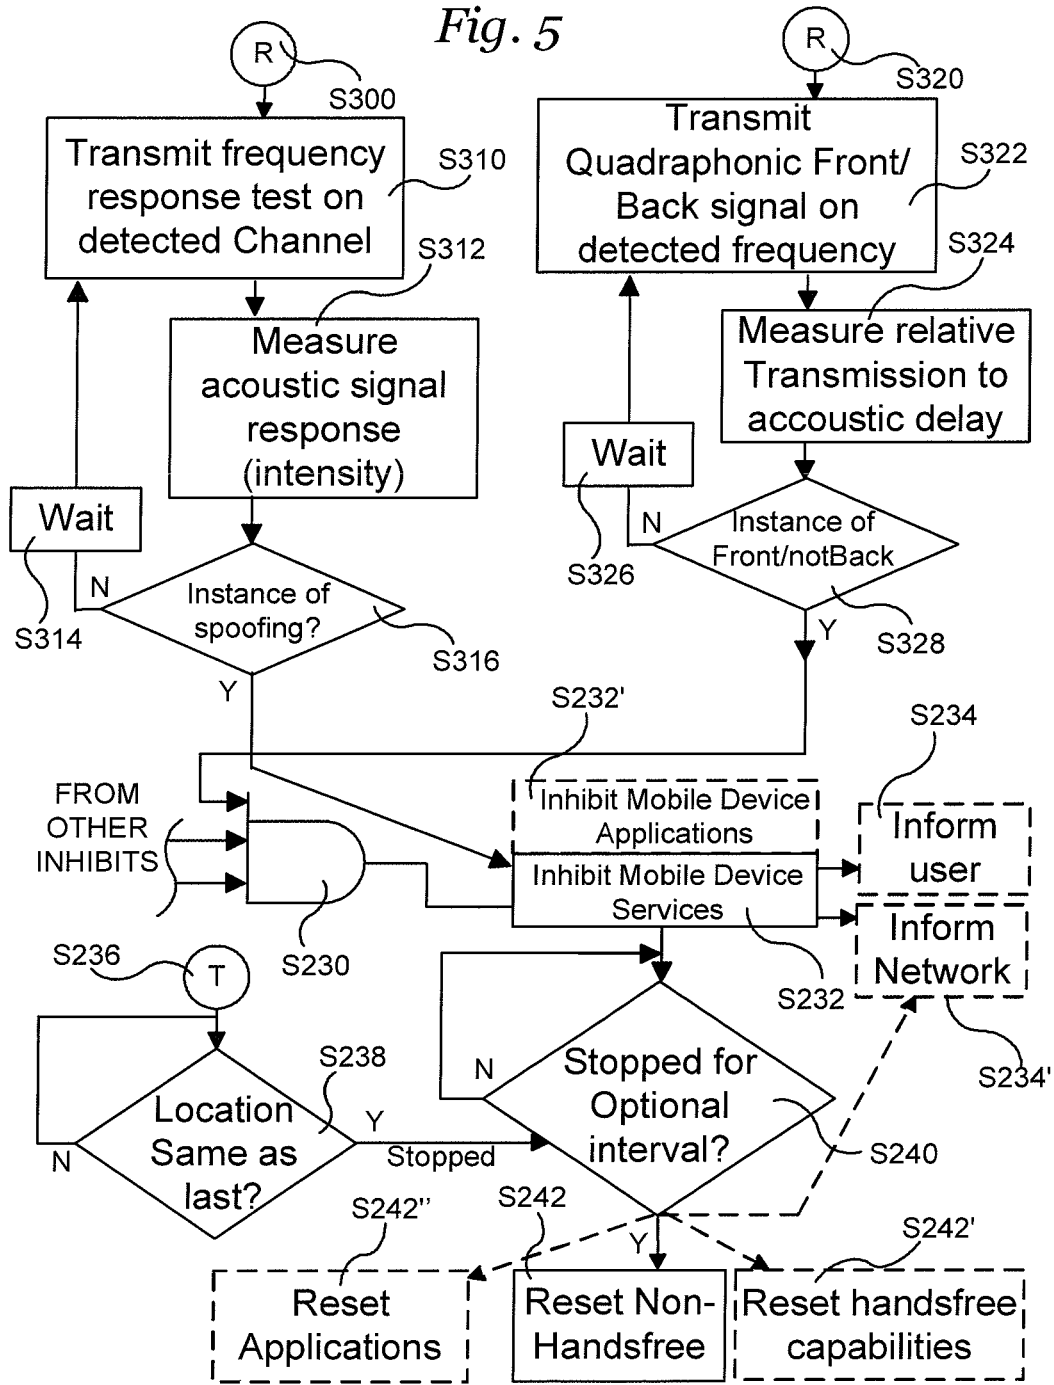 Fig. 5
R
S300
Transmit frequency
response test on
detected Channel
S310
S312
Measure
acoustic signal
response
(intensity)
Wait
S314
N
Instance of
spoofing?
S316
Y
R
S320
Transmit
Quadraphonic Front/
Back signal on
detected frequency
S322
S324
Measure relative
Transmission to
accoustic delay
Wait
S326
N
Instance of
Front/notBack
S328
Y
FROM
OTHER
INHIBITS
S230
S232'
Inhibit Mobile Device
Applications
Inhibit Mobile Device
Services
S232
S234
Inform
user
Inform
Network
S234'
S236
T
S238
Location
Same as
last?
N
Y
Stopped
N
Stopped for
Optional
interval?
S240
Y
S242''
Reset
Applications
S242
Reset Non-
Handsfree
S242'
Reset handsfree
capabilities